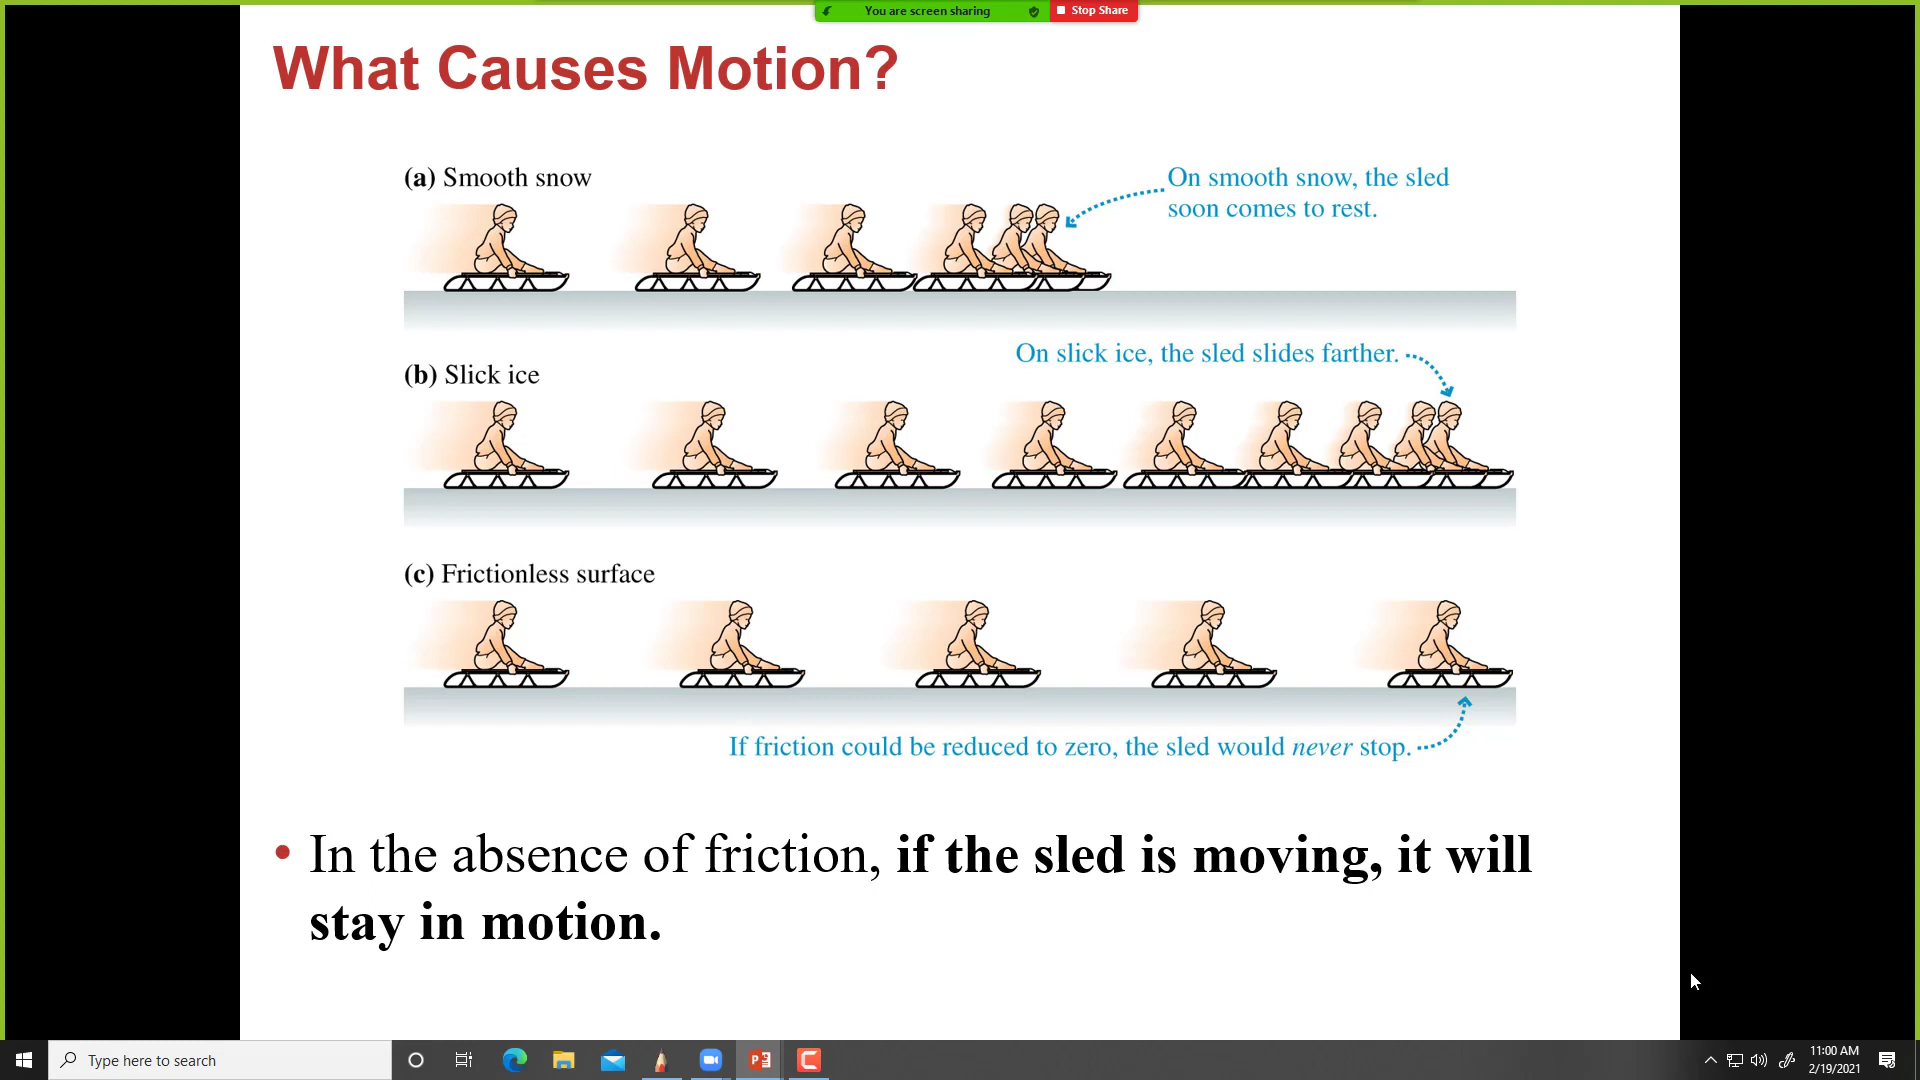 You are screen sharing
Stop Share
What Causes Motion?
(a) Smooth snow
On smooth snow, the sled
soon comes to rest.
On slick ice, the sled slides farther.
(b) Slick ice
(c) Frictionless surface
If friction could be reduced to zero, the sled would never stop.
• In the absence of friction, if the sled is moving, it will
stay in motion.
Type here to search
11:00 AM
2/19/2021